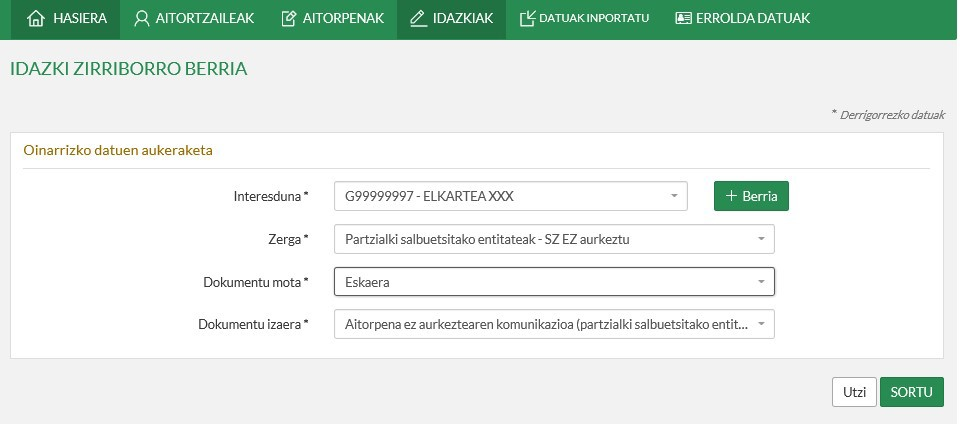 HASIERA AITORTZAILEAK AITORPENAK IDAZKIAK DATUAK INPORTATU ERROLDA DATUAK
IDAZKI ZIRRIBORRO BERRIA
* Derrigorrezko datuak
Oinarrizko datuen aukeraketa
Interesduna * G99999997 - ELKARTEA XXX + Berria
Zerga * Partzialki salbuetsitako entitateak - SZ EZ aurkeztu
Dokumentu mota * Eskaera
Dokumentu izaera * Aitorpena ez aurkeztearen komunikazioa (partzialki salbuetsitako entit...
Utzi SORTU